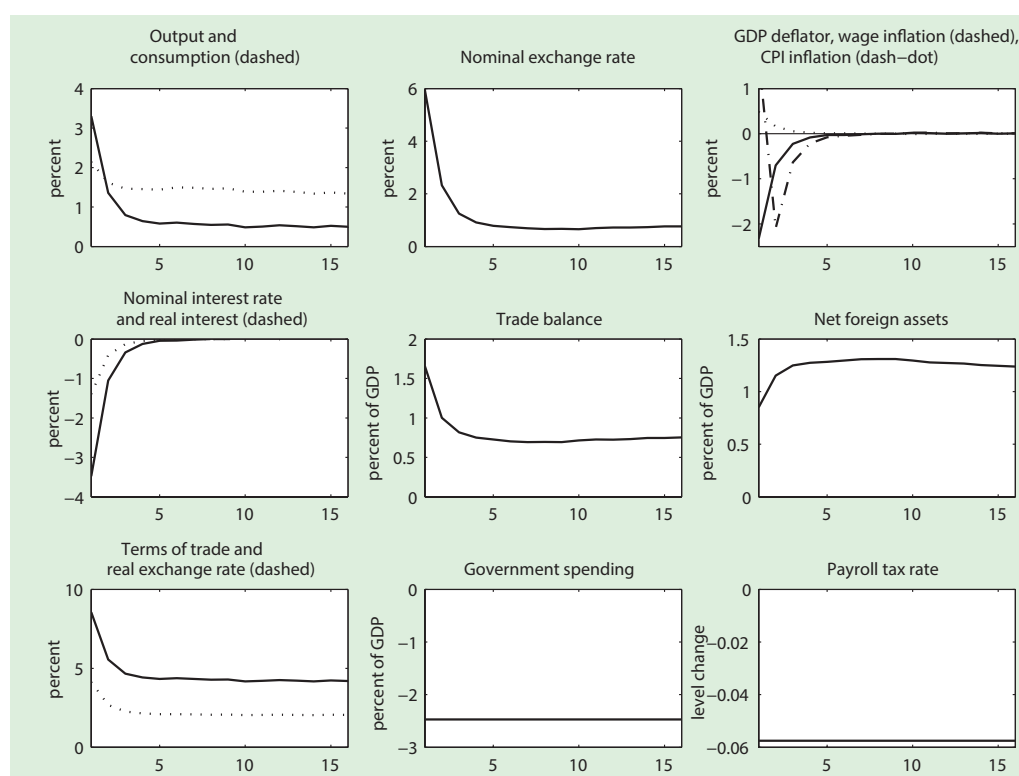 Output and
consumption (dashed)
4
3
2
1
0
percent
5
10
15
Nominal exchange rate
6
4
2
0
percent
5
10
15
GDP deflator, wage inflation (dashed),
CPI inflation (dash–dot)
1
0
−1
−2
percent
5
10
15
Nominal interest rate
and real interest (dashed)
0
−1
−2
−3
−4
percent
5
10
15
Trade balance
2
1.5
1
0.5
0
percent of GDP
5
10
15
Net foreign assets
1.5
1
0.5
0
percent of GDP
5
10
15
Terms of trade and
real exchange rate (dashed)
10
5
0
percent
5
10
15
Government spending
0
−1
−2
−3
percent of GDP
5
10
15
Payroll tax rate
0
−0.02
−0.04
−0.06
level change
5
10
15